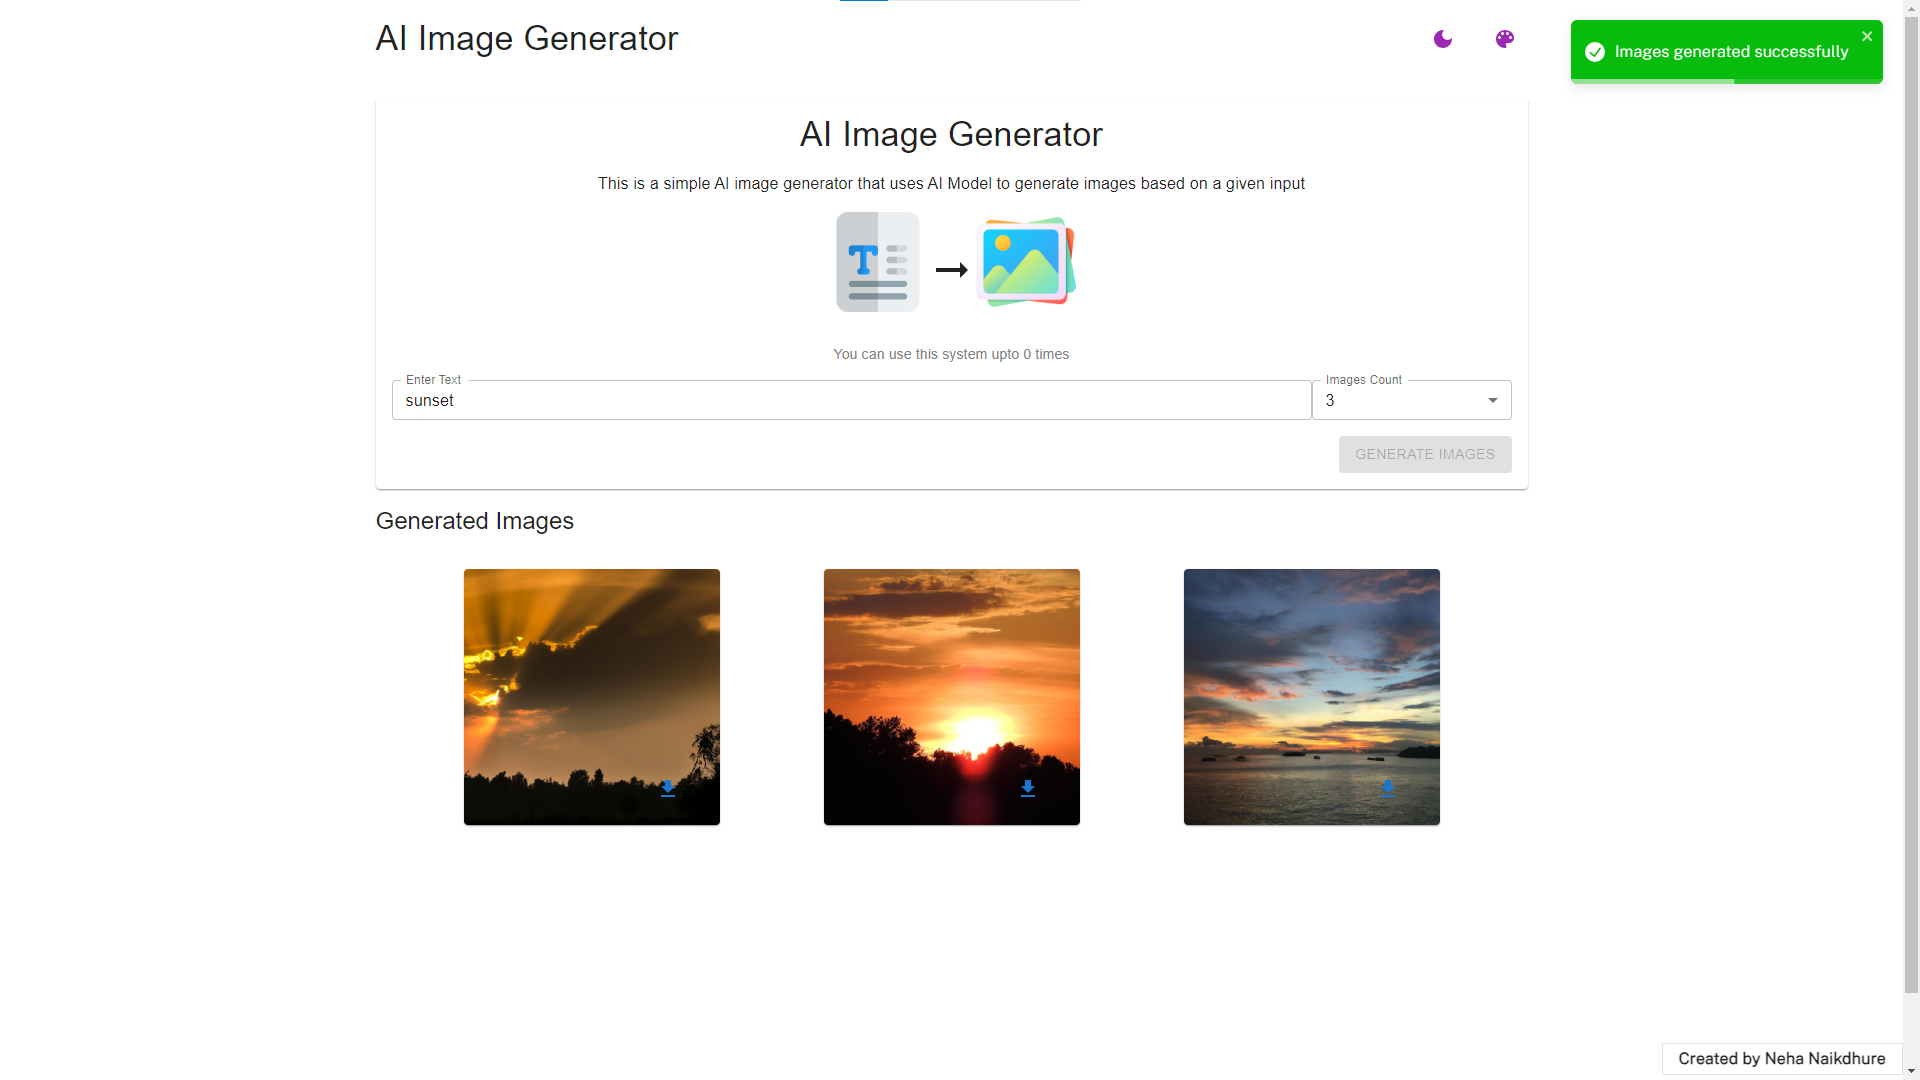 AI Image Generator
Images generated successfully
AI Image Generator
This is a simple AI image generator that uses AI Model to generate images based on a given input
T
You can use this system upto 0 times
Enter Text
sunset
Images Count
3
GENERATE IMAGES
Generated Images
Created by Neha Naikdhure